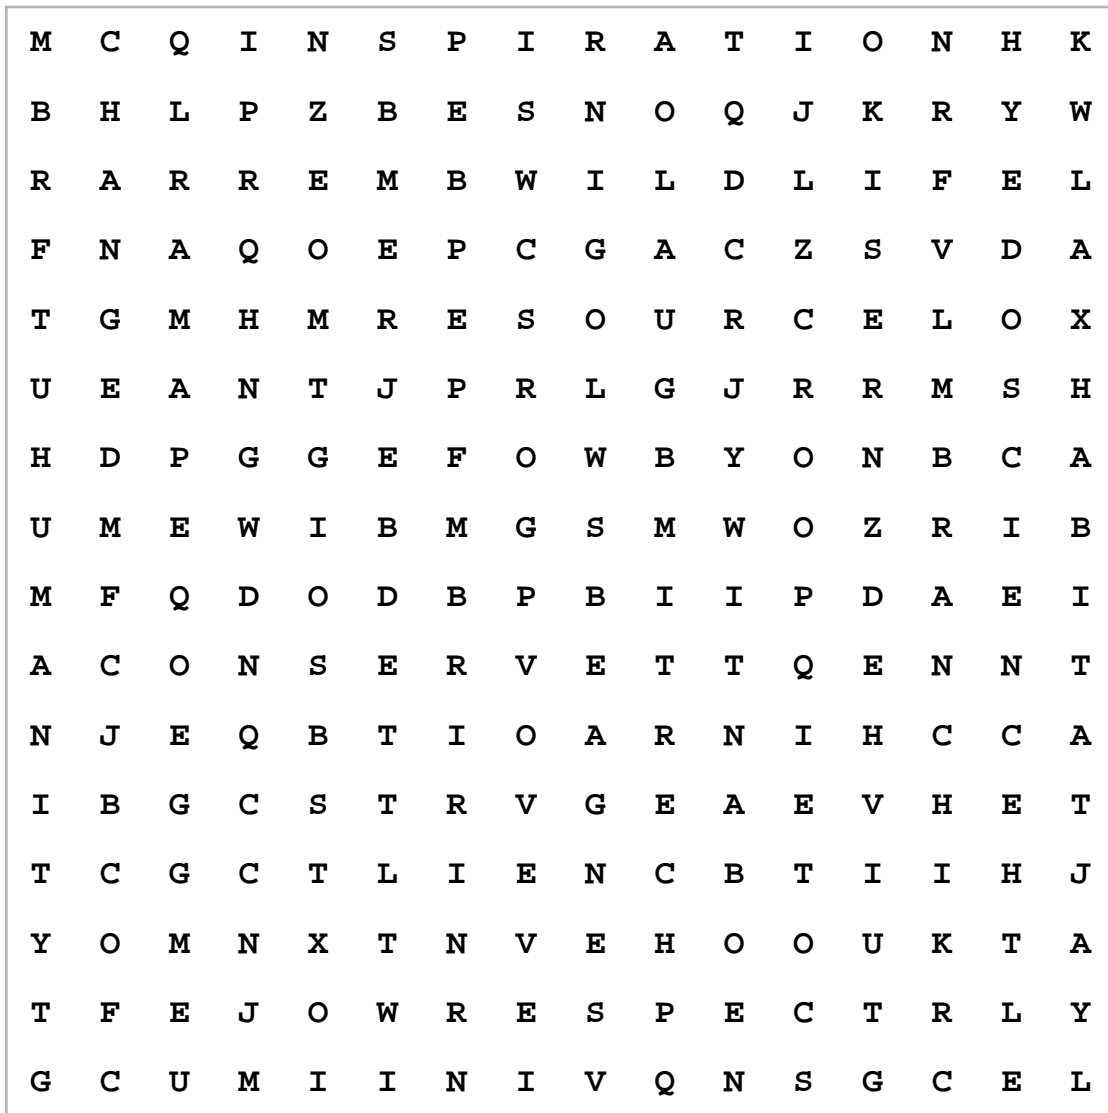 M C Q I N S P I R A T I O N H K
B H L P Z B E S N O Q J K R Y W
R A R R E M B W I L D L I F E L
F N A Q O E P C G A C Z S V D A
T G M H M R E S O U R C E L O X
U E A N T J P R L G J R R M S H
H D P G G E F O W B Y O N B C A
U M E W I B M G S M W O Z R I B
M F Q D O D B P B I I P D A E I
A C O N S E R V E T T Q E N N T
N J E Q B T I O A R N I H C C A
I B G C S T R V G E A E V H E T
T C G C T L I E N C B T I I H J
Y O M N X T N V E H O O U K T A
T F E J O W R E S P E C T R L Y
G C U M I I N I V Q N S G C E L